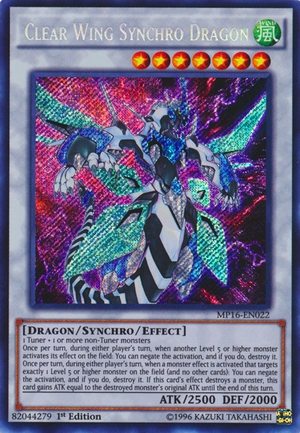 CLEAR WING SYNCHRO DRAGON
WIND
風
MP16-EN022
[DRAGON/SYNCHRO/EFFECT]
1 Tuner + 1 or more non-Tuner monsters
Once per turn, during either player's turn, when another Level 5 or higher monster
activates its effect on the field: You can negate the activation, and if you do, destroy it.
Once per turn, during either player's turn, when a monster effect is activated that targets
exactly 1 Level 5 or higher monster on the field (and no other cards): You can negate
the activation, and if you do, destroy it. If this card's effect destroys a monster, this
card gains ATK equal to the destroyed monster's original ATK until the end of this turn.
ATK/2500 DEF/2000
82044279 1st Edition ©1996 KAZUKI TAKAHASHI